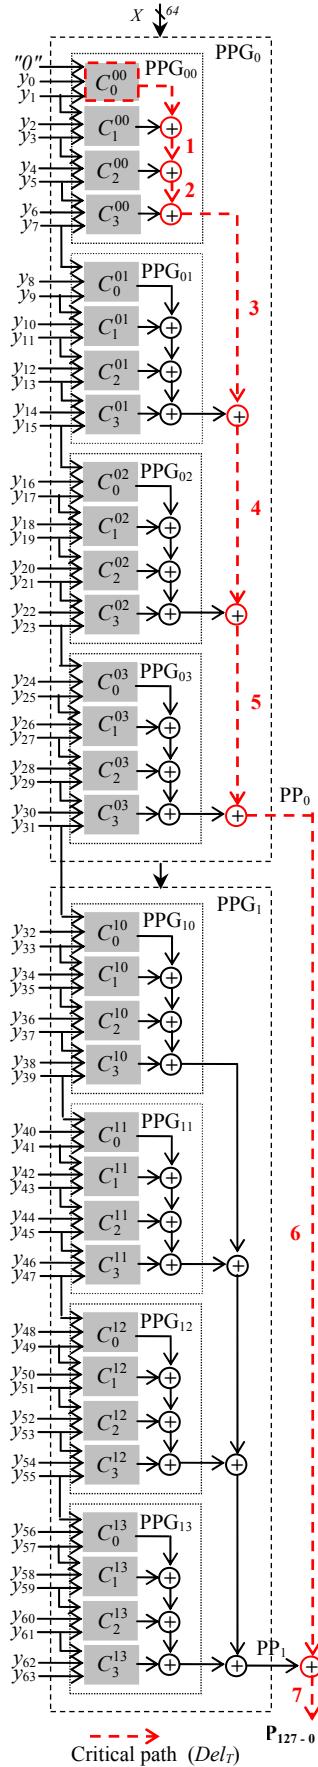 X 64
PPG0
"0"
y0
y1
C0^00 PPG00
y2
y3
C1^00
1
y4
y5
C2^00
2
y6
y7
C3^00
3
PPG01
y8
y9
C0^01
y10
y11
C1^01
y12
y13
C2^01
y14
y15
C3^01
4
PPG02
y16
y17
C0^02
y18
y19
C1^02
y20
y21
C2^02
y22
y23
C3^02
5
PPG03
y24
y25
C0^03
y26
y27
C1^03
y28
y29
C2^03
y30
y31
C3^03
PP0
PPG1
PPG10
y32
y33
C0^10
y34
y35
C1^10
y36
y37
C2^10
y38
y39
C3^10
PPG11
y40
y41
C0^11
y42
y43
C1^11
y44
y45
C2^11
6
y46
y47
C3^11
PPG12
y48
y49
C0^12
y50
y51
C1^12
y52
y53
C2^12
y54
y55
C3^12
PPG13
y56
y57
C0^13
y58
y59
C1^13
y60
y61
C2^13
y62
y63
C3^13
PP1
7
P127-0
Critical path (DelT)